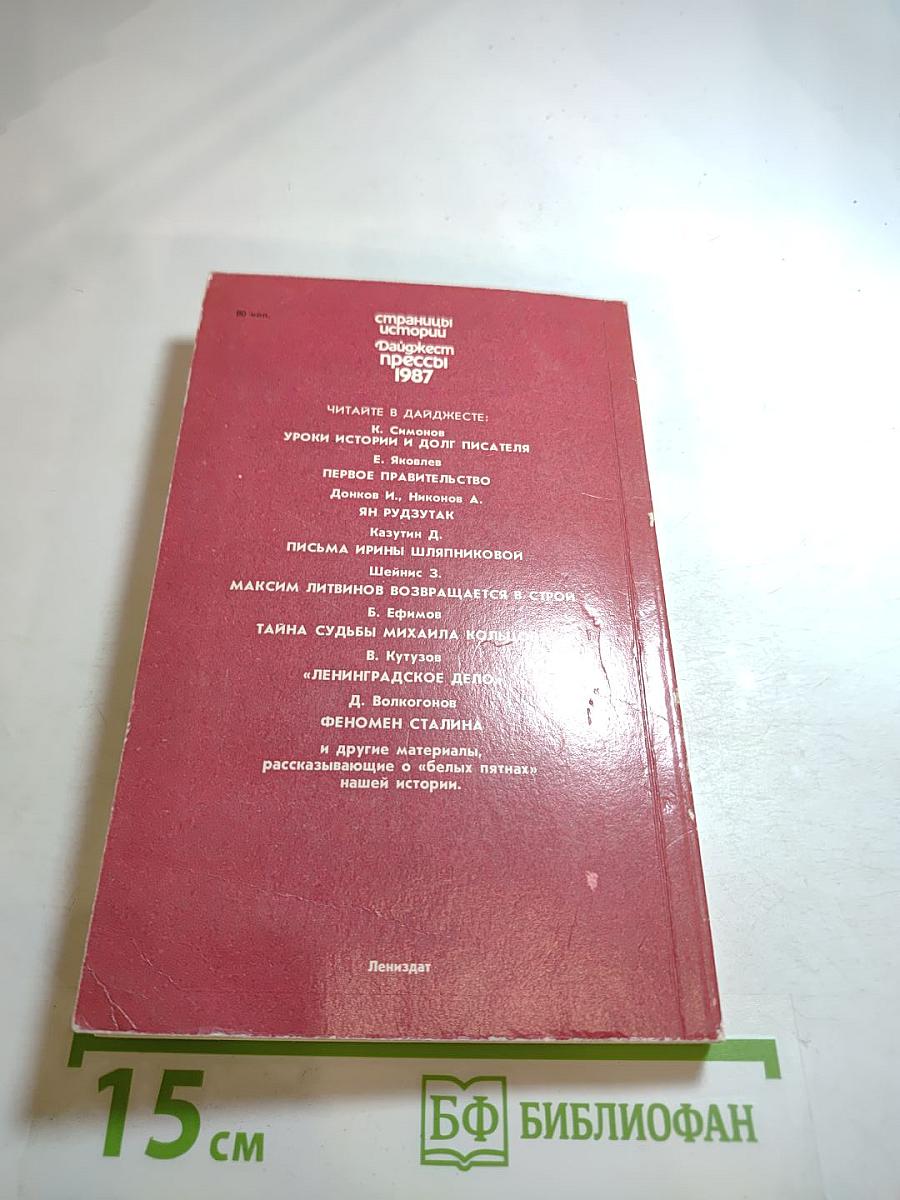 80 коп.
страницы
истории
Дайджест
прессы
1987
ЧИТАЙТЕ В ДАЙДЖЕСТЕ:
К. Симонов
УРОКИ ИСТОРИИ И ДОЛГ ПИСАТЕЛЯ
Е. Яковлев
ПЕРВОЕ ПРАВИТЕЛЬСТВО
Донков И., Никонов А.
ЯН РУДЗУТАК
Казутин Д.
ПИСЬМА ИРИНЫ ШЛЯПНИКОВОЙ
Шейнис З.
МАКСИМ ЛИТВИНОВ ВОЗВРАЩАЕТСЯ В СТРОЙ
Б. Ефимов
ТАЙНА СУДЬБЫ МИХАИЛА КОЛЬЦОВА
В. Кутузов
«ЛЕНИНГРАДСКОЕ ДЕЛО»
Д. Волкогонов
ФЕНОМЕН СТАЛИНА
и другие материалы,
рассказывающие о «белых пятнах»
нашей истории.
Лениздат
15 см
БФ БИБЛИОФАН